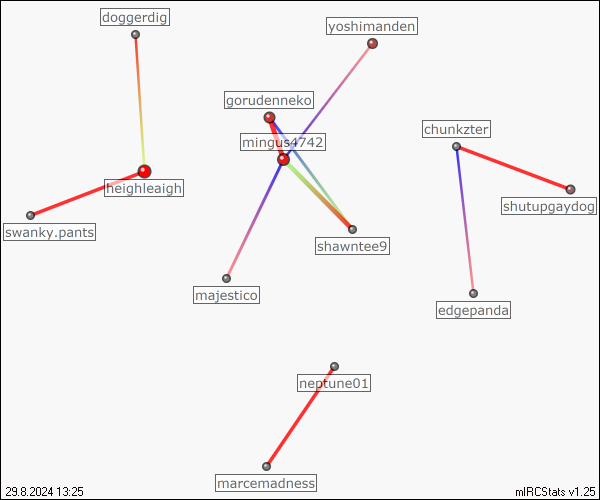 doggerdig
yoshimanden
gorudenneko
chunkzter
mingus4742
heighleaigh
shutupgaydog
swanky.pants
shawntee9
majestico
edgepanda
neptune01
marcemadness
29.8.2024 13:25
mIRCStats v1.25